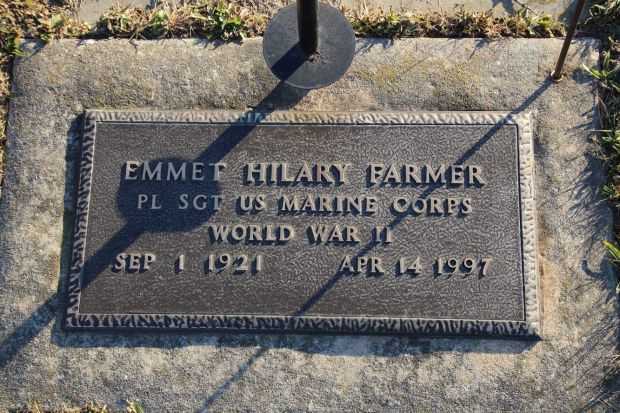 EMMET HILARY FARMER
PL SGT US MARINE CORPS
WORLD WAR II
SEP 1 1921 APR 14 1997